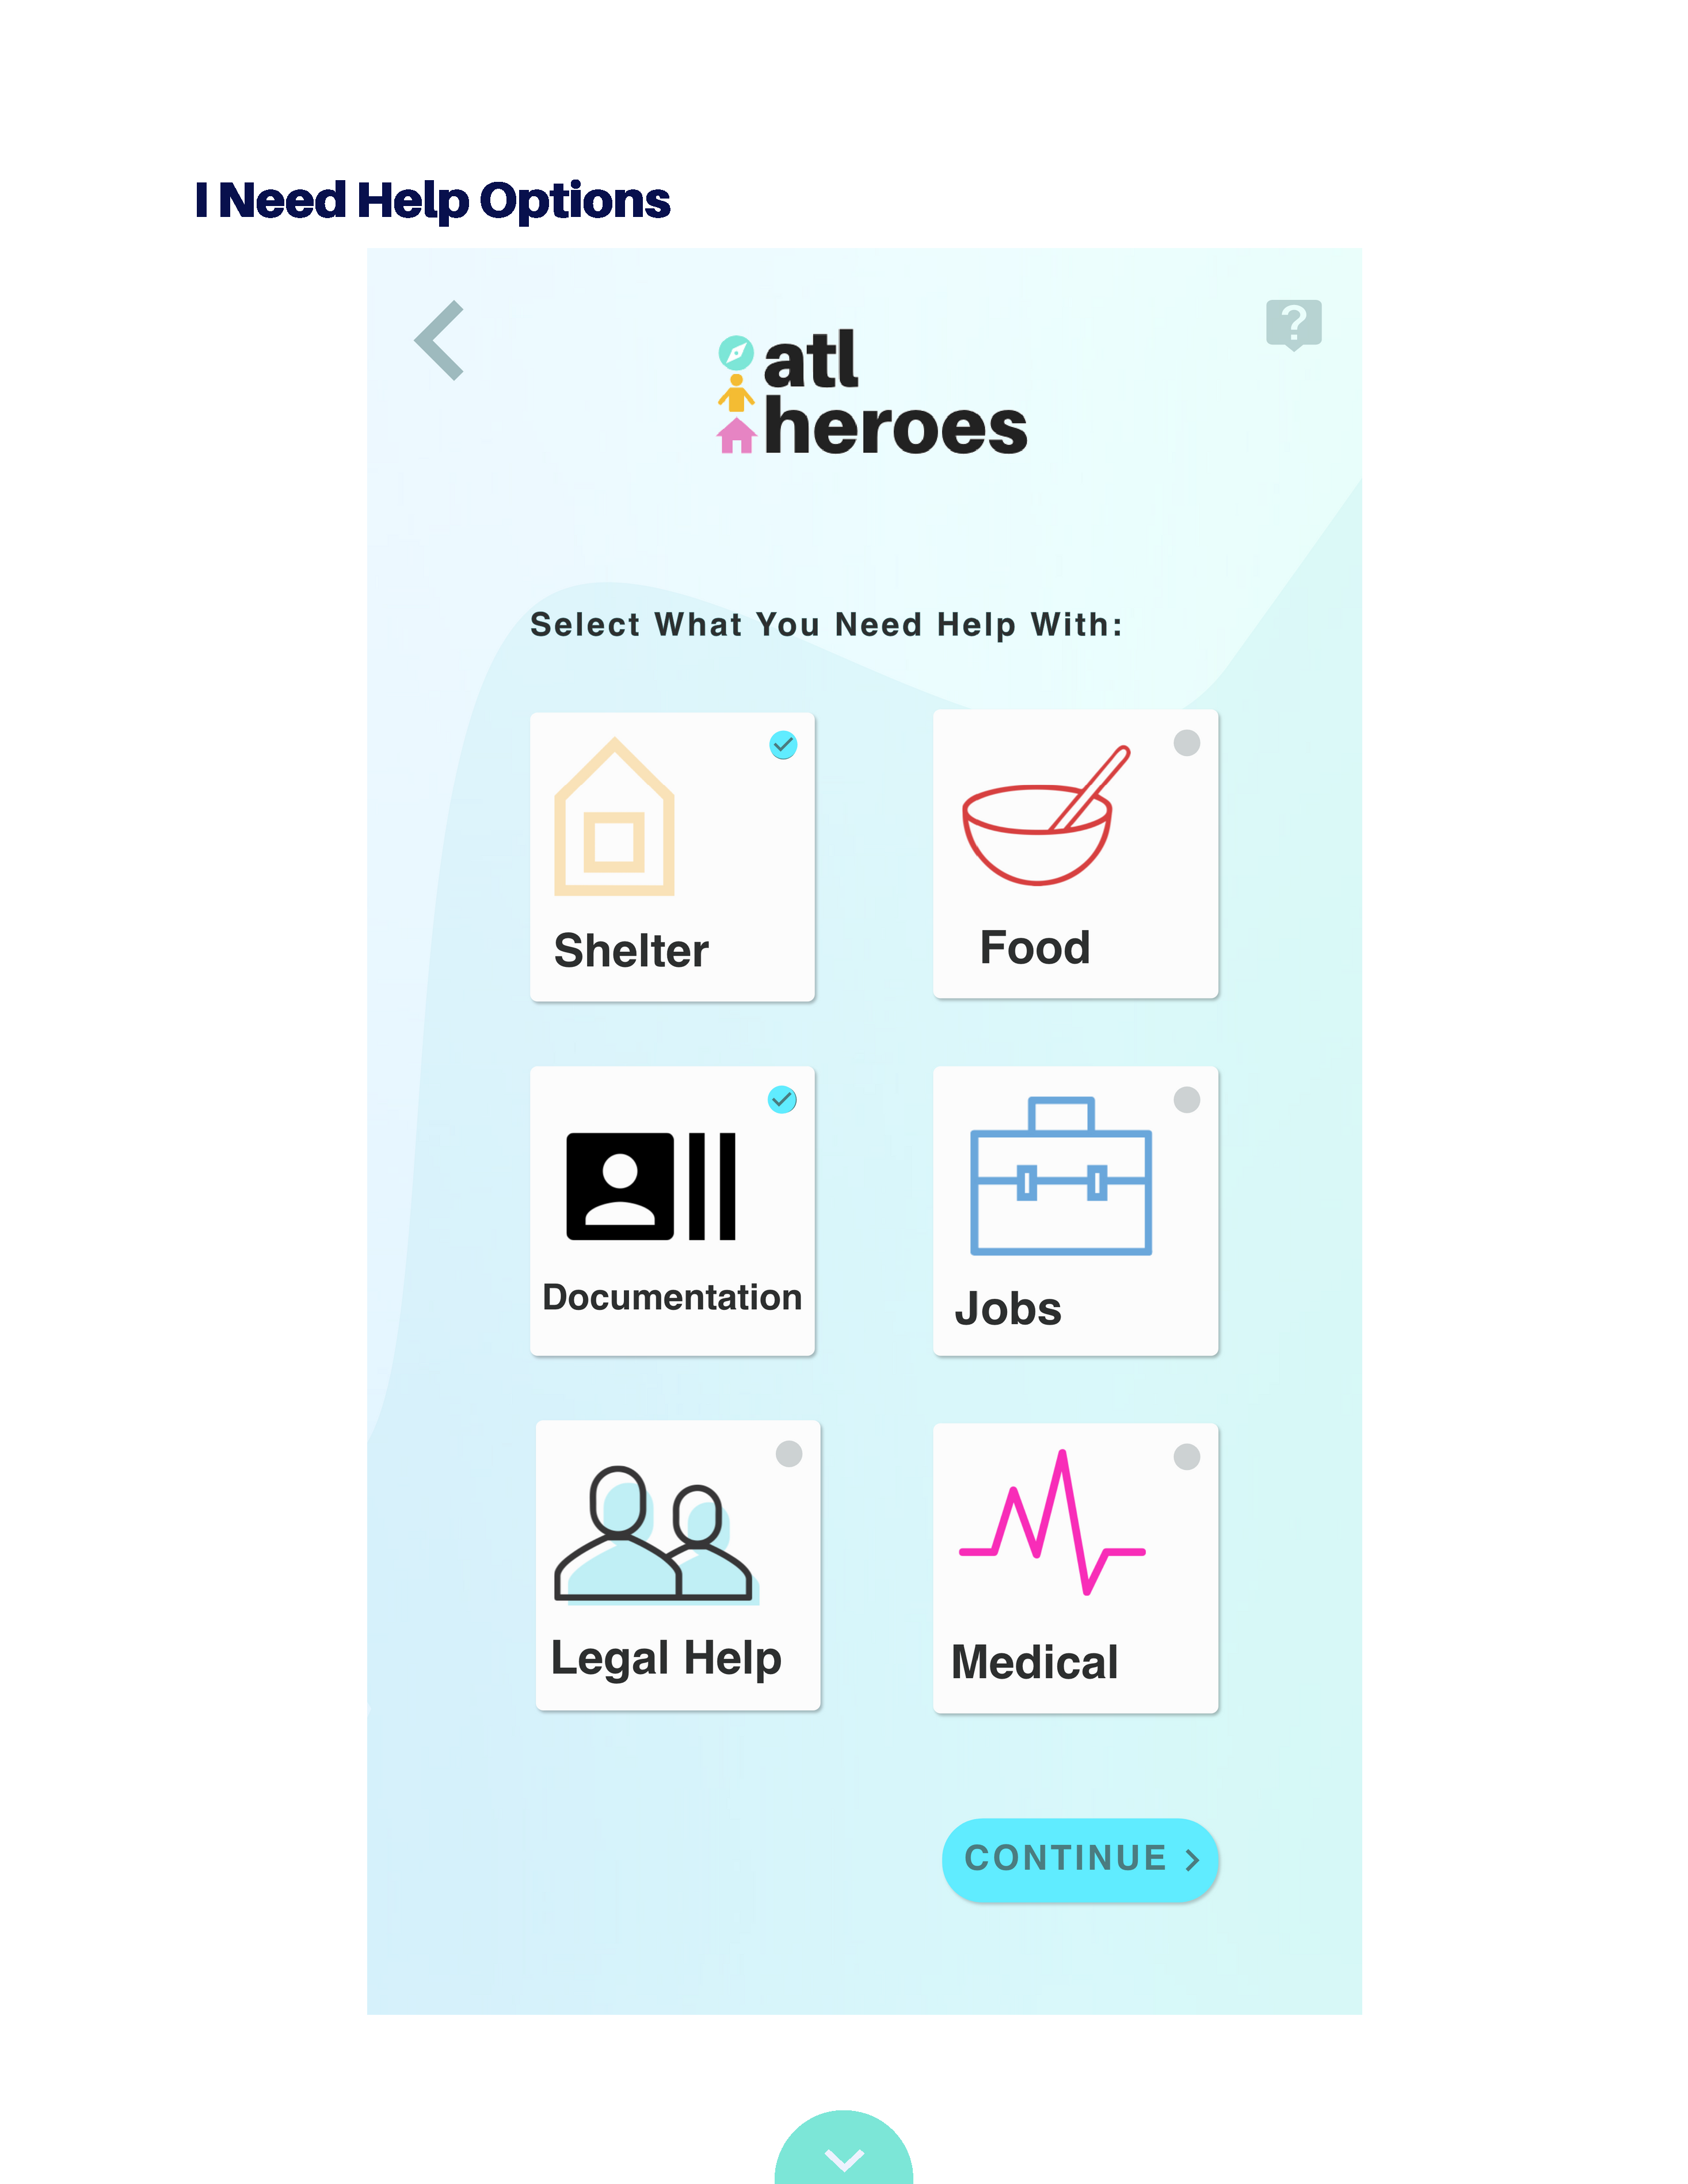 I Need Help Options
?
atl
heroes
Select What You Need Help With:
Shelter
Food
Documentation
Jobs
Legal Help
Medical
CONTINUE >